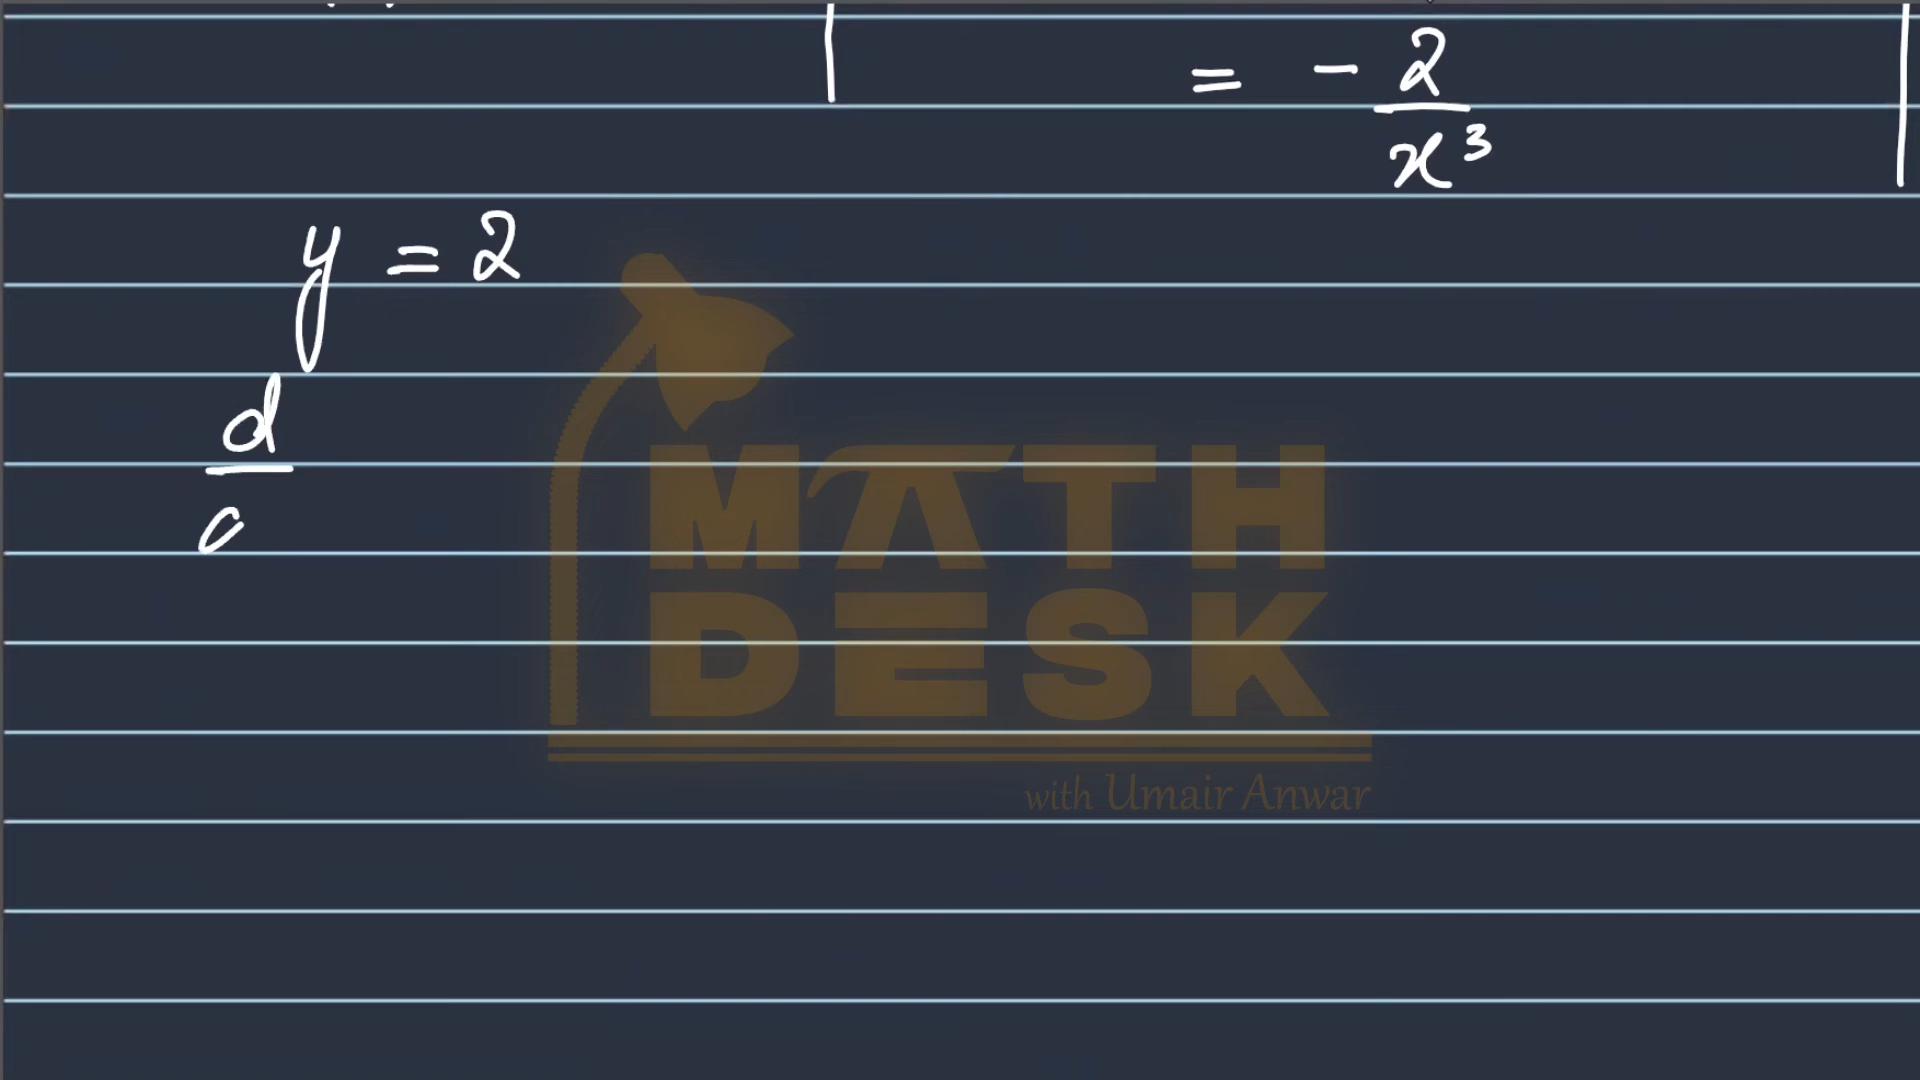 = - 2/x³
y = 2
d
MATH
DESK
with Umair Anwar